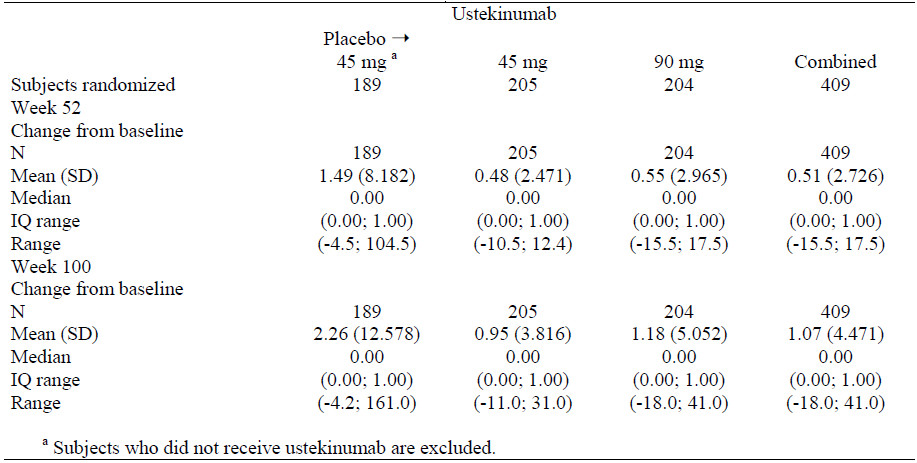 Ustekinumab
Placebo ➝
45 mg ᵃ 45 mg 90 mg Combined
Subjects randomized 189 205 204 409
Week 52
Change from baseline
N 189 205 204 409
Mean (SD) 1.49 (8.182) 0.48 (2.471) 0.55 (2.965) 0.51 (2.726)
Median 0.00 0.00 0.00 0.00
IQ range (0.00; 1.00) (0.00; 1.00) (0.00; 1.00) (0.00; 1.00)
Range (-4.5; 104.5) (-10.5; 12.4) (-15.5; 17.5) (-15.5; 17.5)
Week 100
Change from baseline
N 189 205 204 409
Mean (SD) 2.26 (12.578) 0.95 (3.816) 1.18 (5.052) 1.07 (4.471)
Median 0.00 0.00 0.00 0.00
IQ range (0.00; 1.00) (0.00; 1.00) (0.00; 1.00) (0.00; 1.00)
Range (-4.2; 161.0) (-11.0; 31.0) (-18.0; 41.0) (-18.0; 41.0)
ᵃ Subjects who did not receive ustekinumab are excluded.